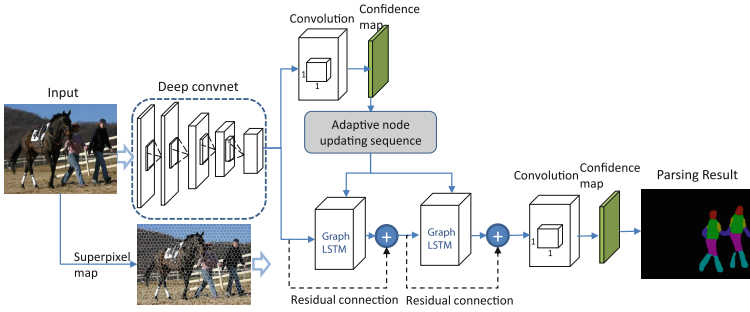 Convolution
Confidence
map
1
1
Input
Deep convnet
Adaptive node
updating sequence
Superpixel
map
Graph
LSTM
+
Graph
LSTM
+
Residual connection
Residual connection
Convolution
Confidence
map
1
1
Parsing Result